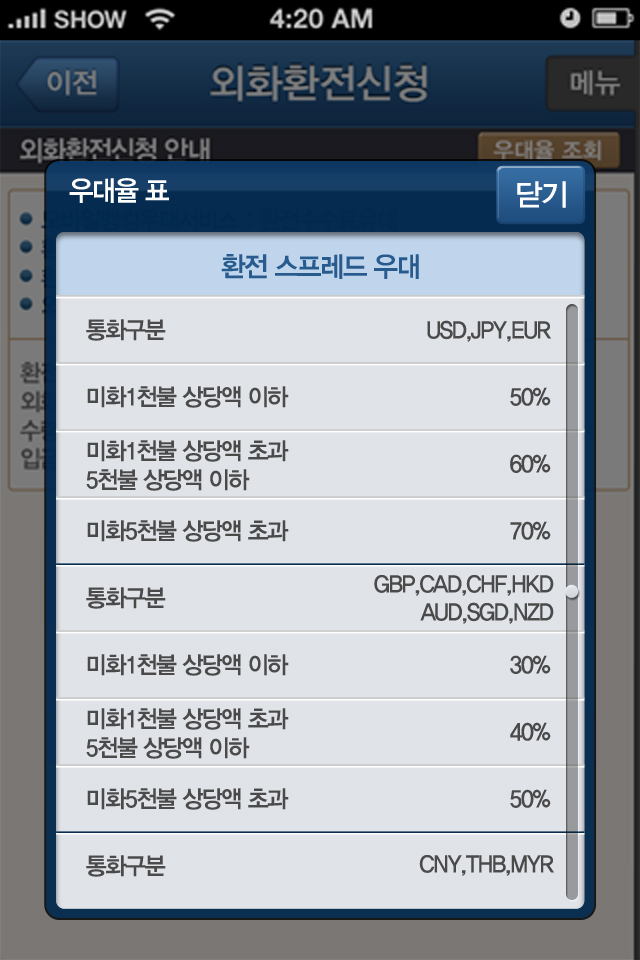 SHOW
4:20 AM
이전
외화환전신청
메뉴
외화환전신청 안내
우대율 조회
우대율 표
닫기
환전 스프레드 우대
통화구분
USD,JPY,EUR
미화1천불 상당액 이하
50%
미화1천불 상당액 초과
5천불 상당액 이하
60%
미화5천불 상당액 초과
70%
통화구분
GBP,CAD,CHF,HKD
AUD,SGD,NZD
미화1천불 상당액 이하
30%
미화1천불 상당액 초과
5천불 상당액 이하
40%
미화5천불 상당액 초과
50%
통화구분
CNY,THB,MYR